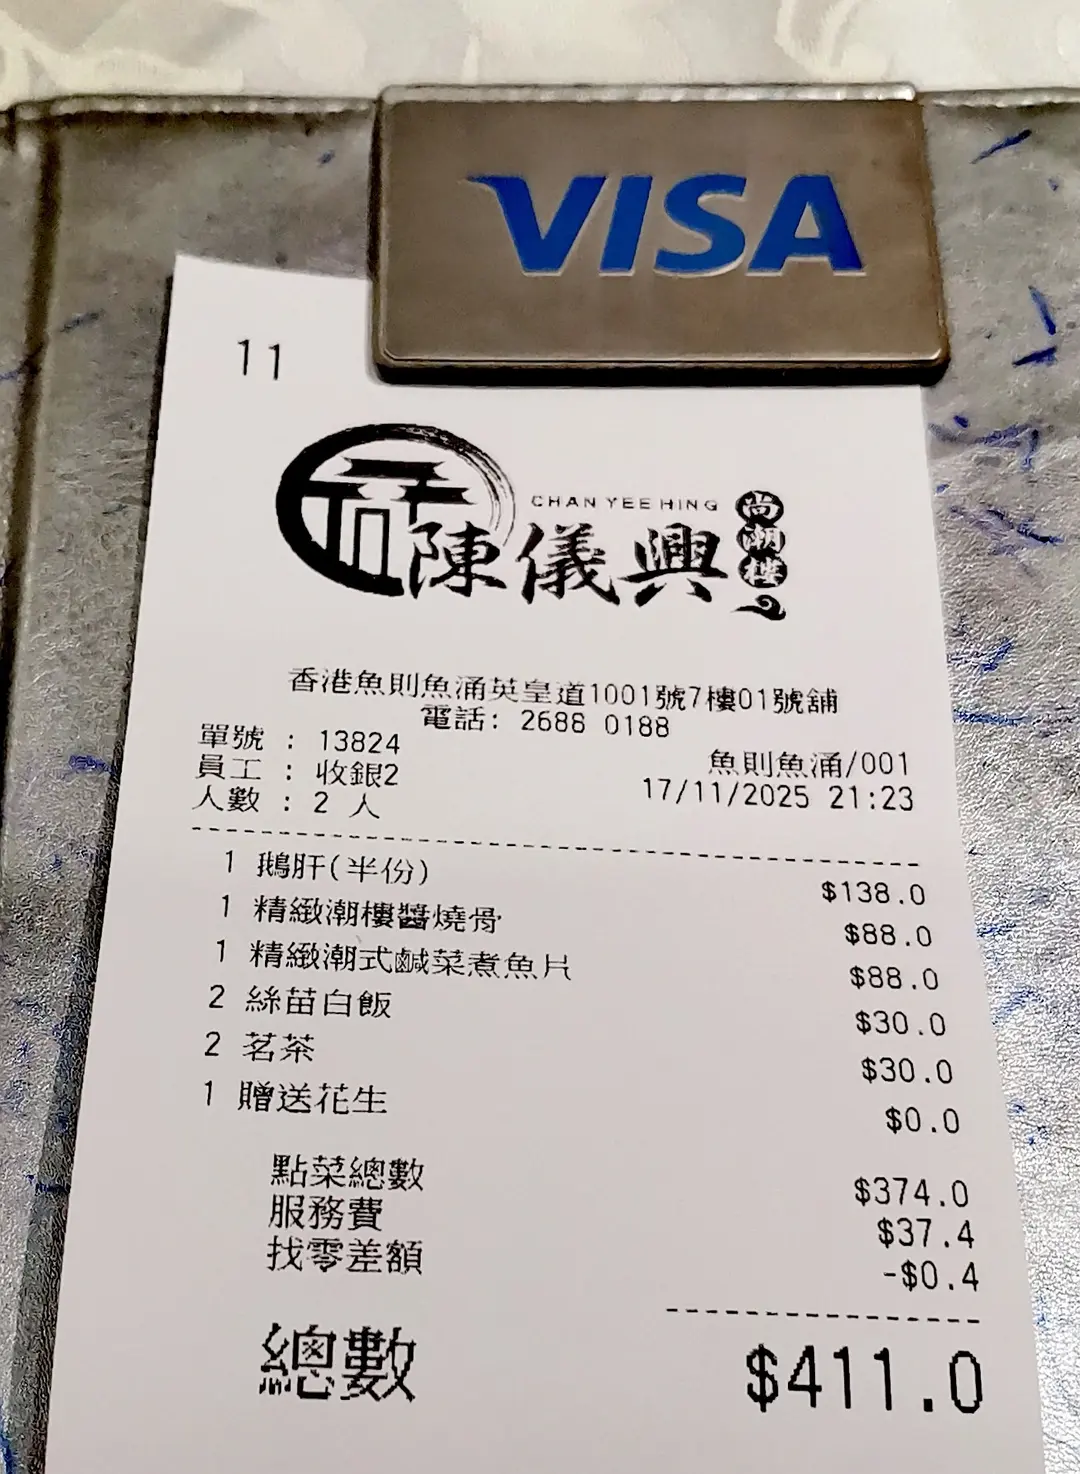 VISA
11
CHAN YEE HING
陳儀興
尚潮樓
香港魚則魚涌英皇道1001號7樓01號舖
電話: 2688 0188
單號 : 13824
魚則魚涌/001
員工 : 收銀2
17/11/2025 21:23
人數 : 2 人
1 鵝肝(半份) $138.0
1 精緻潮樓醬燒骨 $88.0
1 精緻潮式鹹菜煮魚片 $88.0
2 絲苗白飯 $30.0
2 茗茶 $30.0
1 贈送花生 $0.0
點菜總數 $374.0
服務費 $37.4
找零差額 -$0.4
總數 $411.0